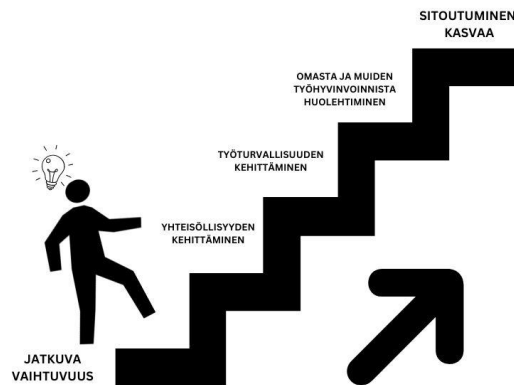 SITOUTUMINEN
KASVAA
OMASTA JA MUIDEN
TYÖHYVINVOINNISTA
HUOLEHTIMINEN
TYÖTURVALLISUUDEN
KEHITTÄMINEN
YHTEISÖLLISYYDEN
KEHITTÄMINEN
JATKUVA
VAIHTUVUUS